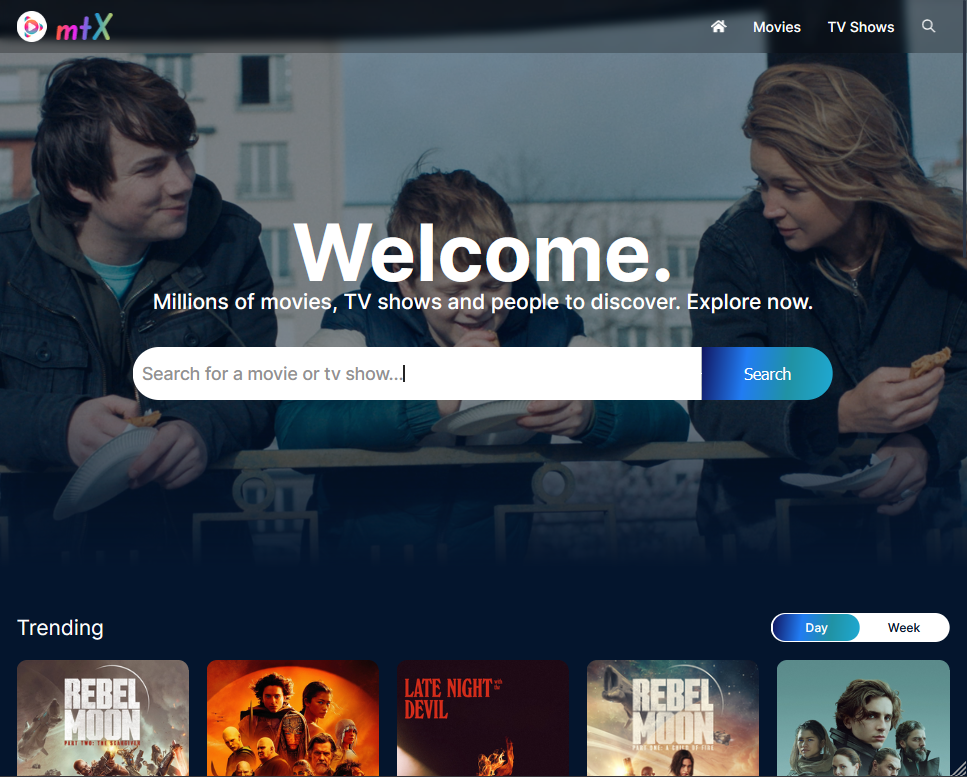 mtX
Movies
TV Shows
Welcome.
Millions of movies, TV shows and people to discover. Explore now.
Search for a movie or tv show...
Search
Trending
Day
Week
REBEL
MOON
PART TWO: THE SCARGIVER
LATE NIGHT with the
DEVIL
REBEL
MOON
PART ONE: A CHILD OF FIRE